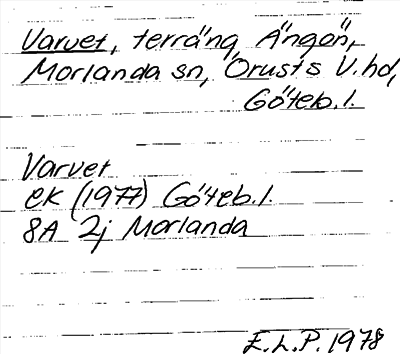 Varvet, terräng, Ängön,
Morlanda sn, Orusts V. hd,
Göteb. l.
Varvet
ek (1977) Göteb. l.
8A 2j Morlanda
E.L.P. 1978